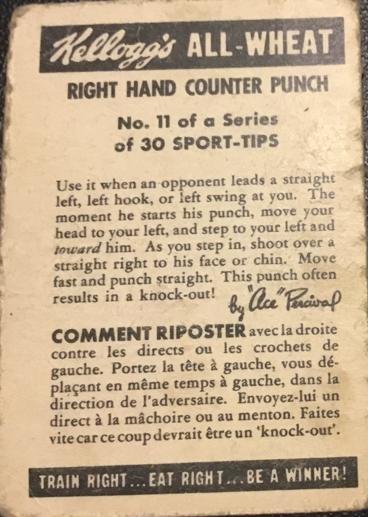 Kellogg's ALL-WHEAT
RIGHT HAND COUNTER PUNCH
No. 11 of a Series
of 30 SPORT-TIPS
Use it when an opponent leads a straight
left, left hook, or left swing at you. The
moment he starts his punch, move your
head to your left, and step to your left and
toward him. As you step in, shoot over a
straight right to his face or chin. Move
fast and punch straight. This punch often
results in a knock-out!
by "Ace" Percival
COMMENT RIPOSTER avec la droite
contre les directs ou les crochets de
gauche. Portez la tête à gauche, vous dé-
plaçant en même temps à gauche, dans la
direction de l'adversaire. Envoyez-lui un
direct à la mâchoire ou au menton. Faites
vite car ce coup devrait être un 'knock-out'.
TRAIN RIGHT...EAT RIGHT...BE A WINNER!